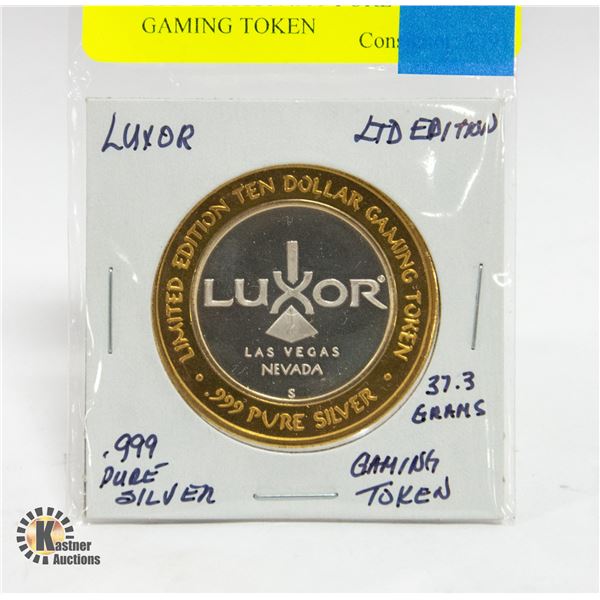 GAMING TOKEN
LUXOR
LTD EDITION
LIMITED EDITION TEN DOLLAR GAMING TOKEN
LUXOR®
LAS VEGAS
NEVADA
S
.999 PURE SILVER
37.3
GRAMS
.999
PURE
SILVER
GAMING
TOKEN
Kastner
Auctions